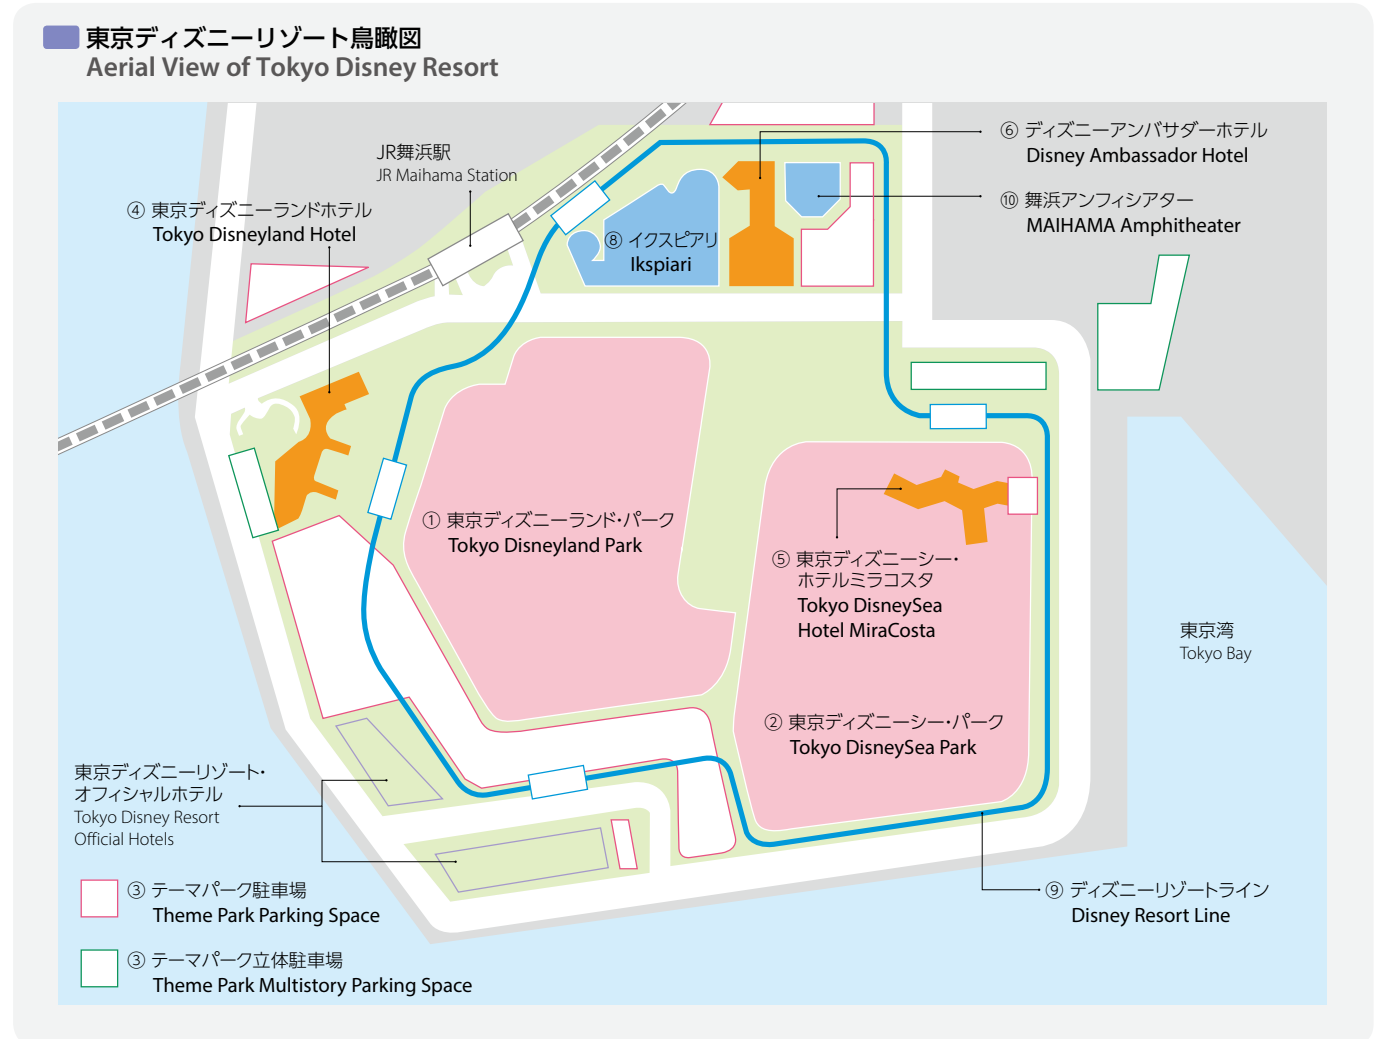 東京ディズニーリゾート鳥瞰図
Aerial View of Tokyo Disney Resort
JR舞浜駅
JR Maihama Station
④ 東京ディズニーランドホテル
Tokyo Disneyland Hotel
⑥ ディズニーアンバサダーホテル
Disney Ambassador Hotel
⑩ 舞浜アンフィシアター
MAIHAMA Amphitheater
⑧ イクスピアリ
Ikspiari
① 東京ディズニーランド・パーク
Tokyo Disneyland Park
⑤ 東京ディズニーシー・
ホテルミラコスタ
Tokyo DisneySea
Hotel MiraCosta
東京湾
Tokyo Bay
② 東京ディズニーシー・パーク
Tokyo DisneySea Park
東京ディズニーリゾート・
オフィシャルホテル
Tokyo Disney Resort
Official Hotels
③ テーマパーク駐車場
Theme Park Parking Space
⑨ ディズニーリゾートライン
Disney Resort Line
③ テーマパーク立体駐車場
Theme Park Multistory Parking Space